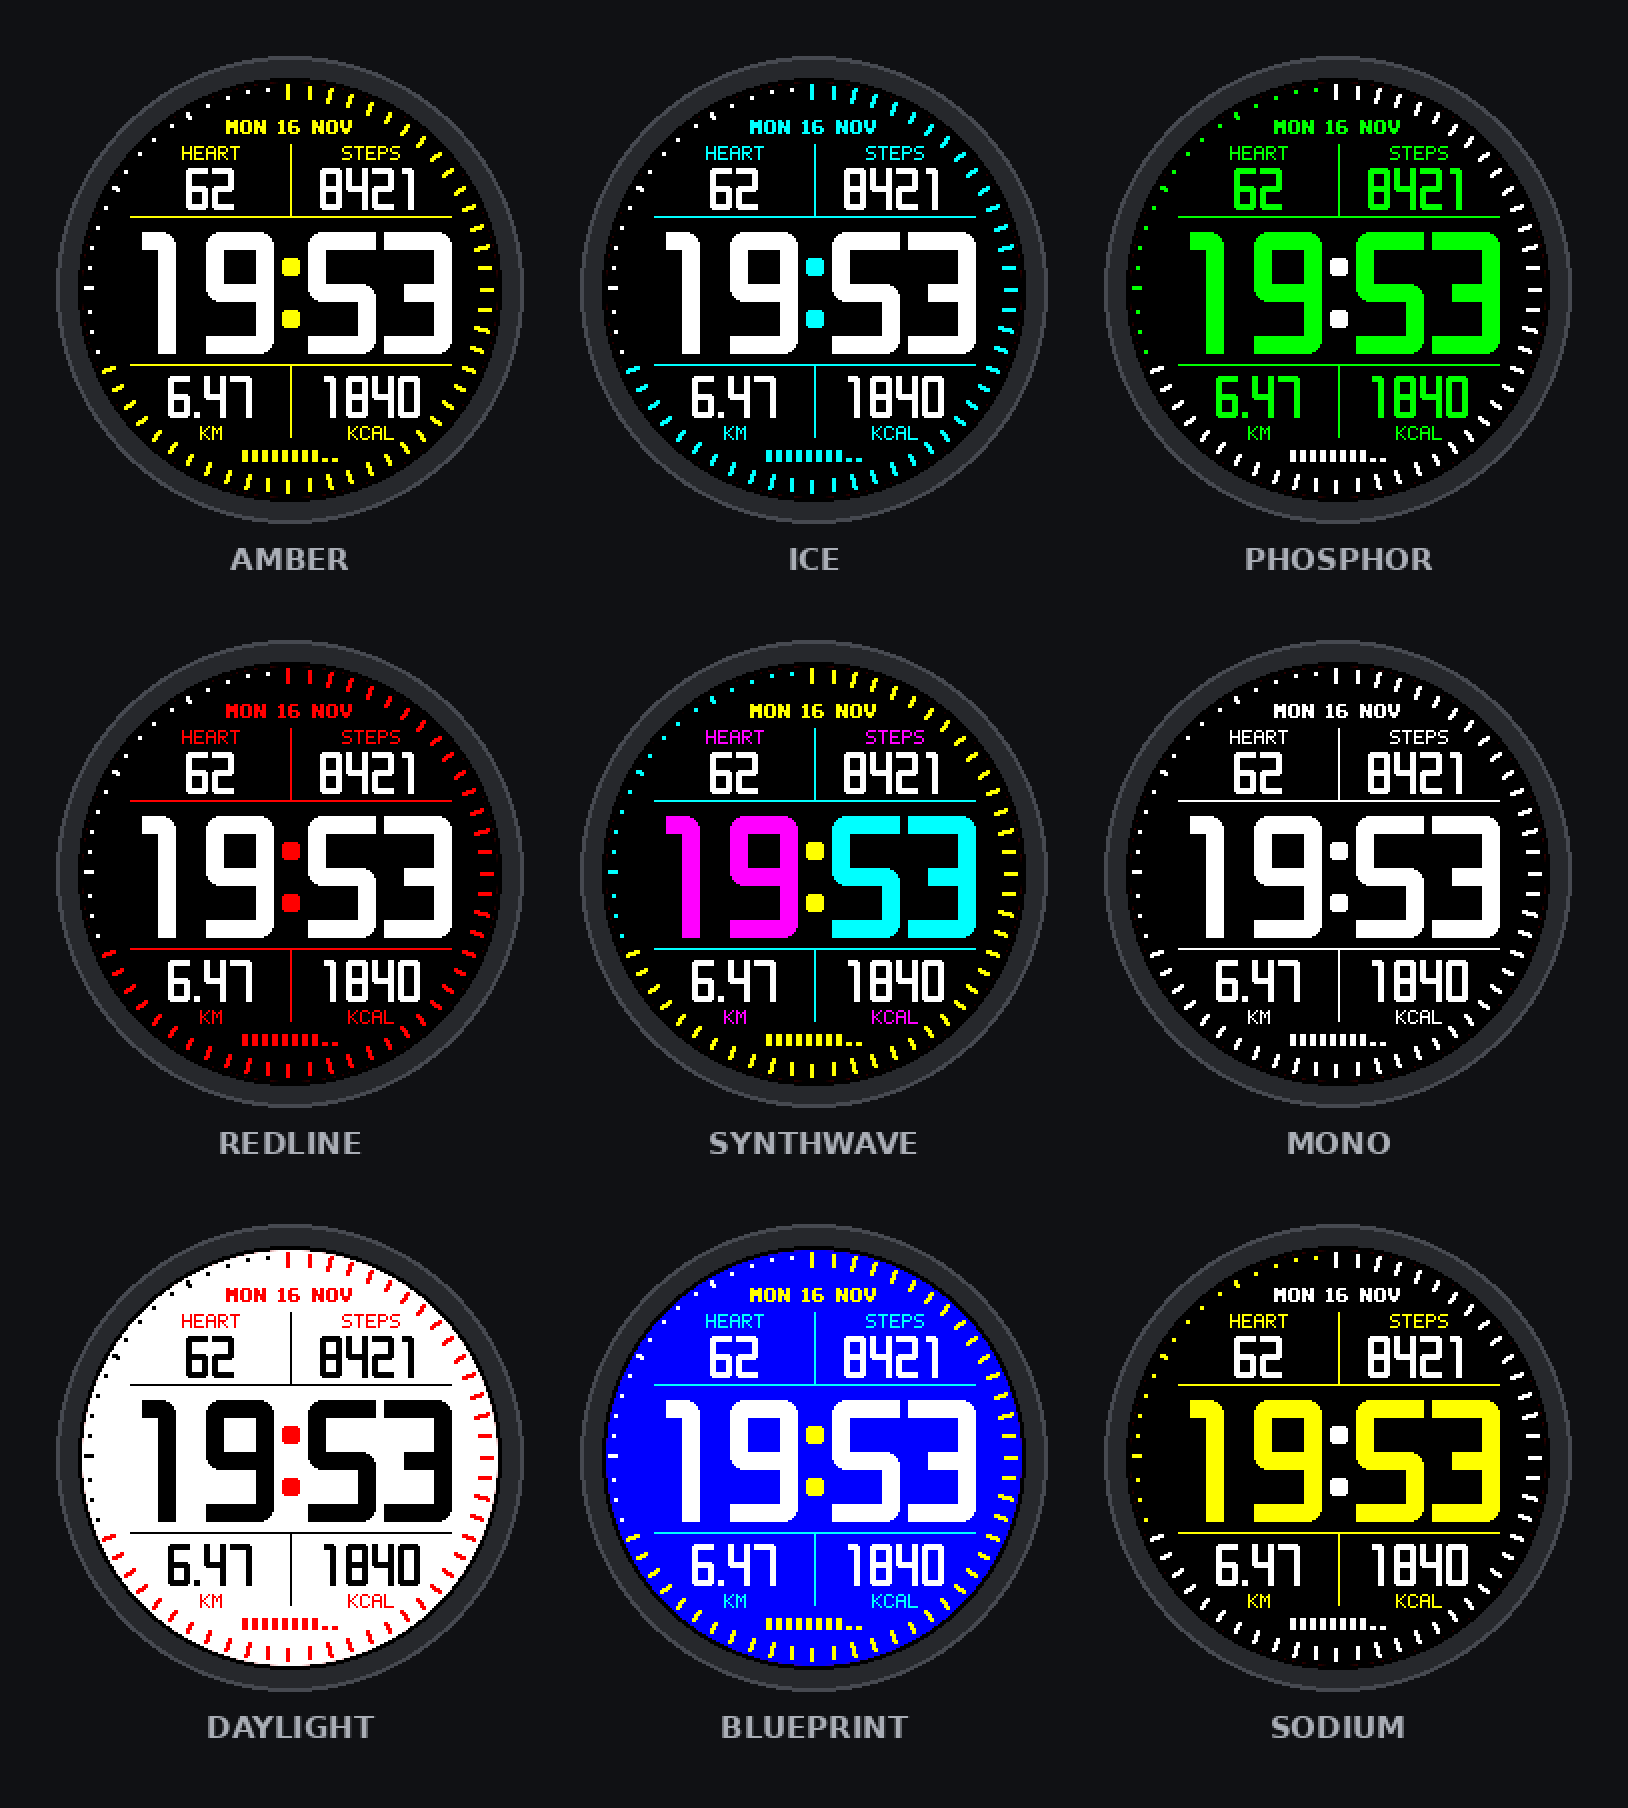 MON 16 NOV
HEART STEPS
62 8421
19:53
6.47 1840
KM KCAL
AMBER
MON 16 NOV
HEART STEPS
62 8421
19:53
6.47 1840
KM KCAL
ICE
MON 16 NOV
HEART STEPS
62 8421
19:53
6.47 1840
KM KCAL
PHOSPHOR
MON 16 NOV
HEART STEPS
62 8421
19:53
6.47 1840
KM KCAL
REDLINE
MON 16 NOV
HEART STEPS
62 8421
19:53
6.47 1840
KM KCAL
SYNTHWAVE
MON 16 NOV
HEART STEPS
62 8421
19:53
6.47 1840
KM KCAL
MONO
MON 16 NOV
HEART STEPS
62 8421
19:53
6.47 1840
KM KCAL
DAYLIGHT
MON 16 NOV
HEART STEPS
62 8421
19:53
6.47 1840
KM KCAL
BLUEPRINT
MON 16 NOV
HEART STEPS
62 8421
19:53
6.47 1840
KM KCAL
SODIUM